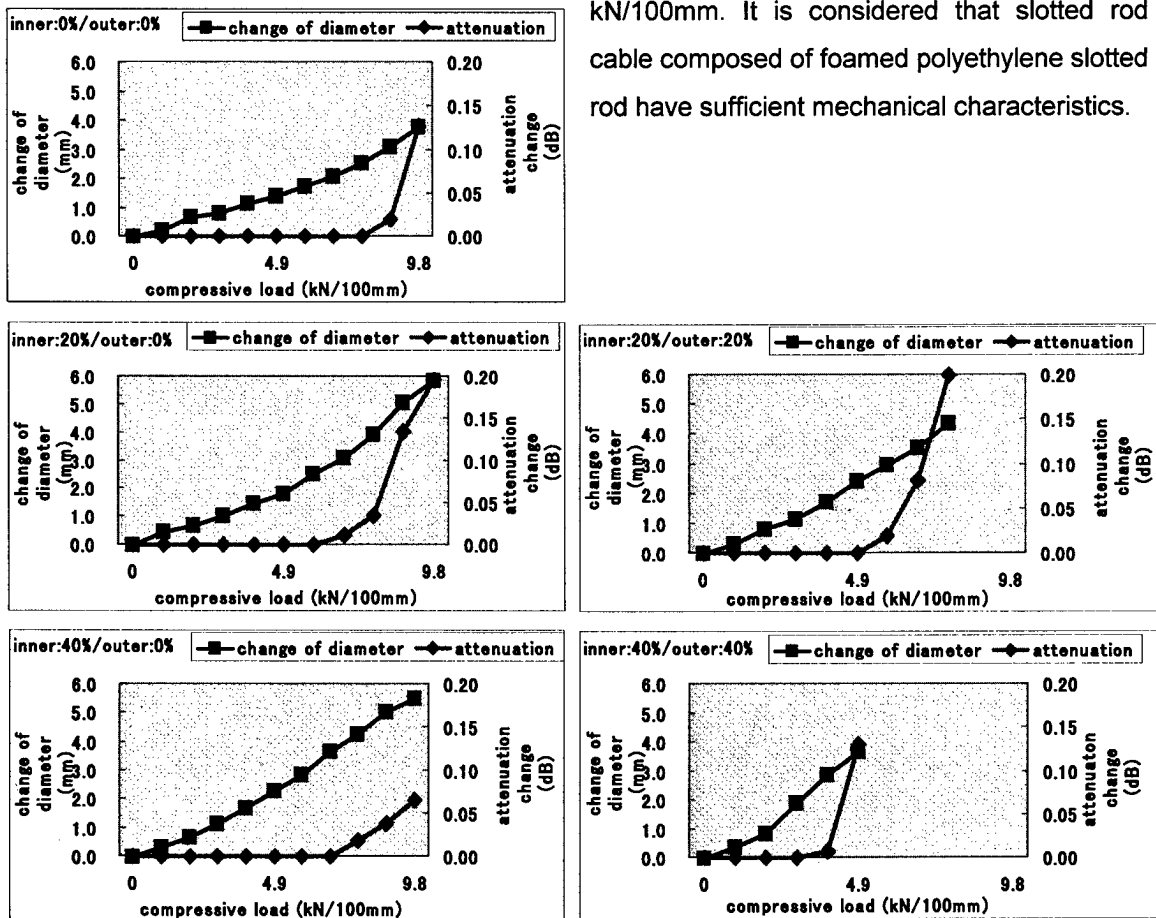 kN/100mm. It is considered that slotted rod
cable composed of foamed polyethylene slotted
rod have sufficient mechanical characteristics.
inner:0%/outer:0% change of diameter attenuation
change of
diameter
(mm)
6.0
5.0
4.0
3.0
2.0
1.0
0.0
0.20
0.15
0.10
0.05
0.00
attenuation
change
(dB)
0 4.9 9.8
compressive load (kN/100mm)
inner:20%/outer:0% change of diameter attenuation
change of
diameter
(mm)
6.0
5.0
4.0
3.0
2.0
1.0
0.0
0.20
0.15
0.10
0.05
0.00
attenuation
change
(dB)
0 4.9 9.8
compressive load (kN/100mm)
inner:20%/outer:20% change of diameter attenuation
change of
diameter
(mm)
6.0
5.0
4.0
3.0
2.0
1.0
0.0
0.20
0.15
0.10
0.05
0.00
attenuation
change
(dB)
0 4.9 9.8
compressive load (kN/100mm)
inner:40%/outer:0% change of diameter attenuation
change of
diameter
(mm)
6.0
5.0
4.0
3.0
2.0
1.0
0.0
0.20
0.15
0.10
0.05
0.00
attenuation
change
(dB)
0 4.9 9.8
compressive load (kN/100mm)
inner:40%/outer:40% change of diameter attenuation
change of
diameter
(mm)
6.0
5.0
4.0
3.0
2.0
1.0
0.0
0.20
0.15
0.10
0.05
0.00
attenuation
change
(dB)
0 4.9 9.8
compressive load (kN/100mm)